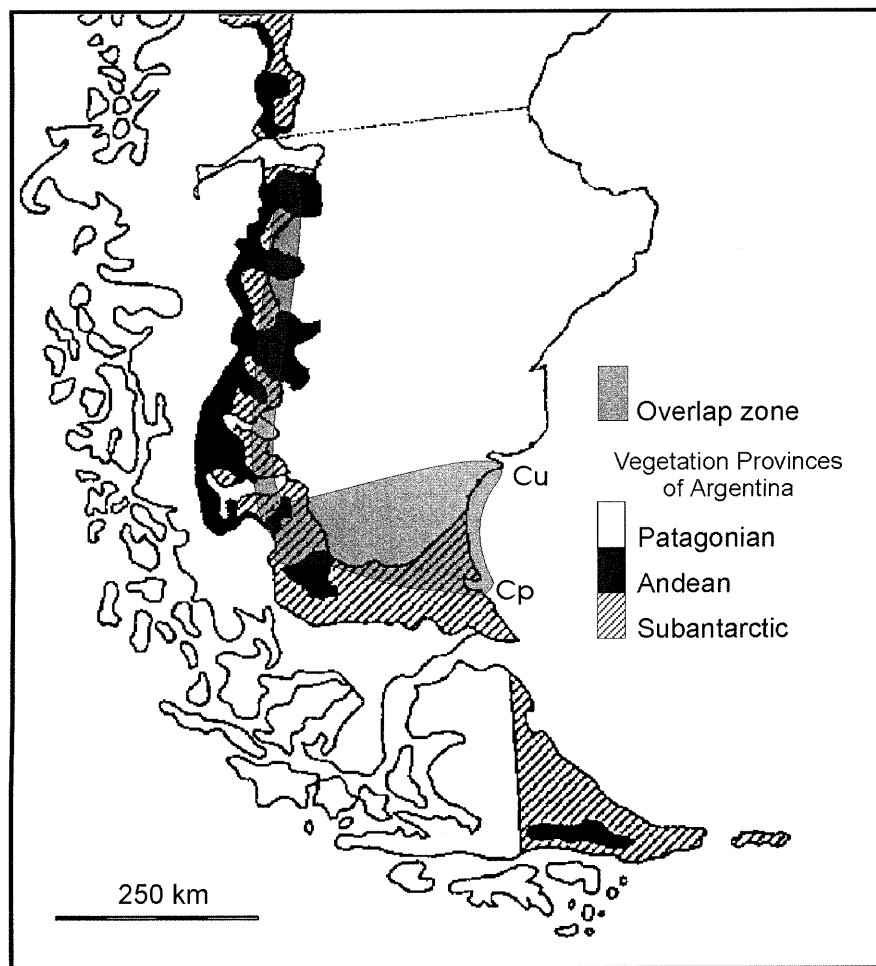 Overlap zone
Cu
Vegetation Provinces
of Argentina
Patagonian
Andean
Cp
Subantarctic
250 km